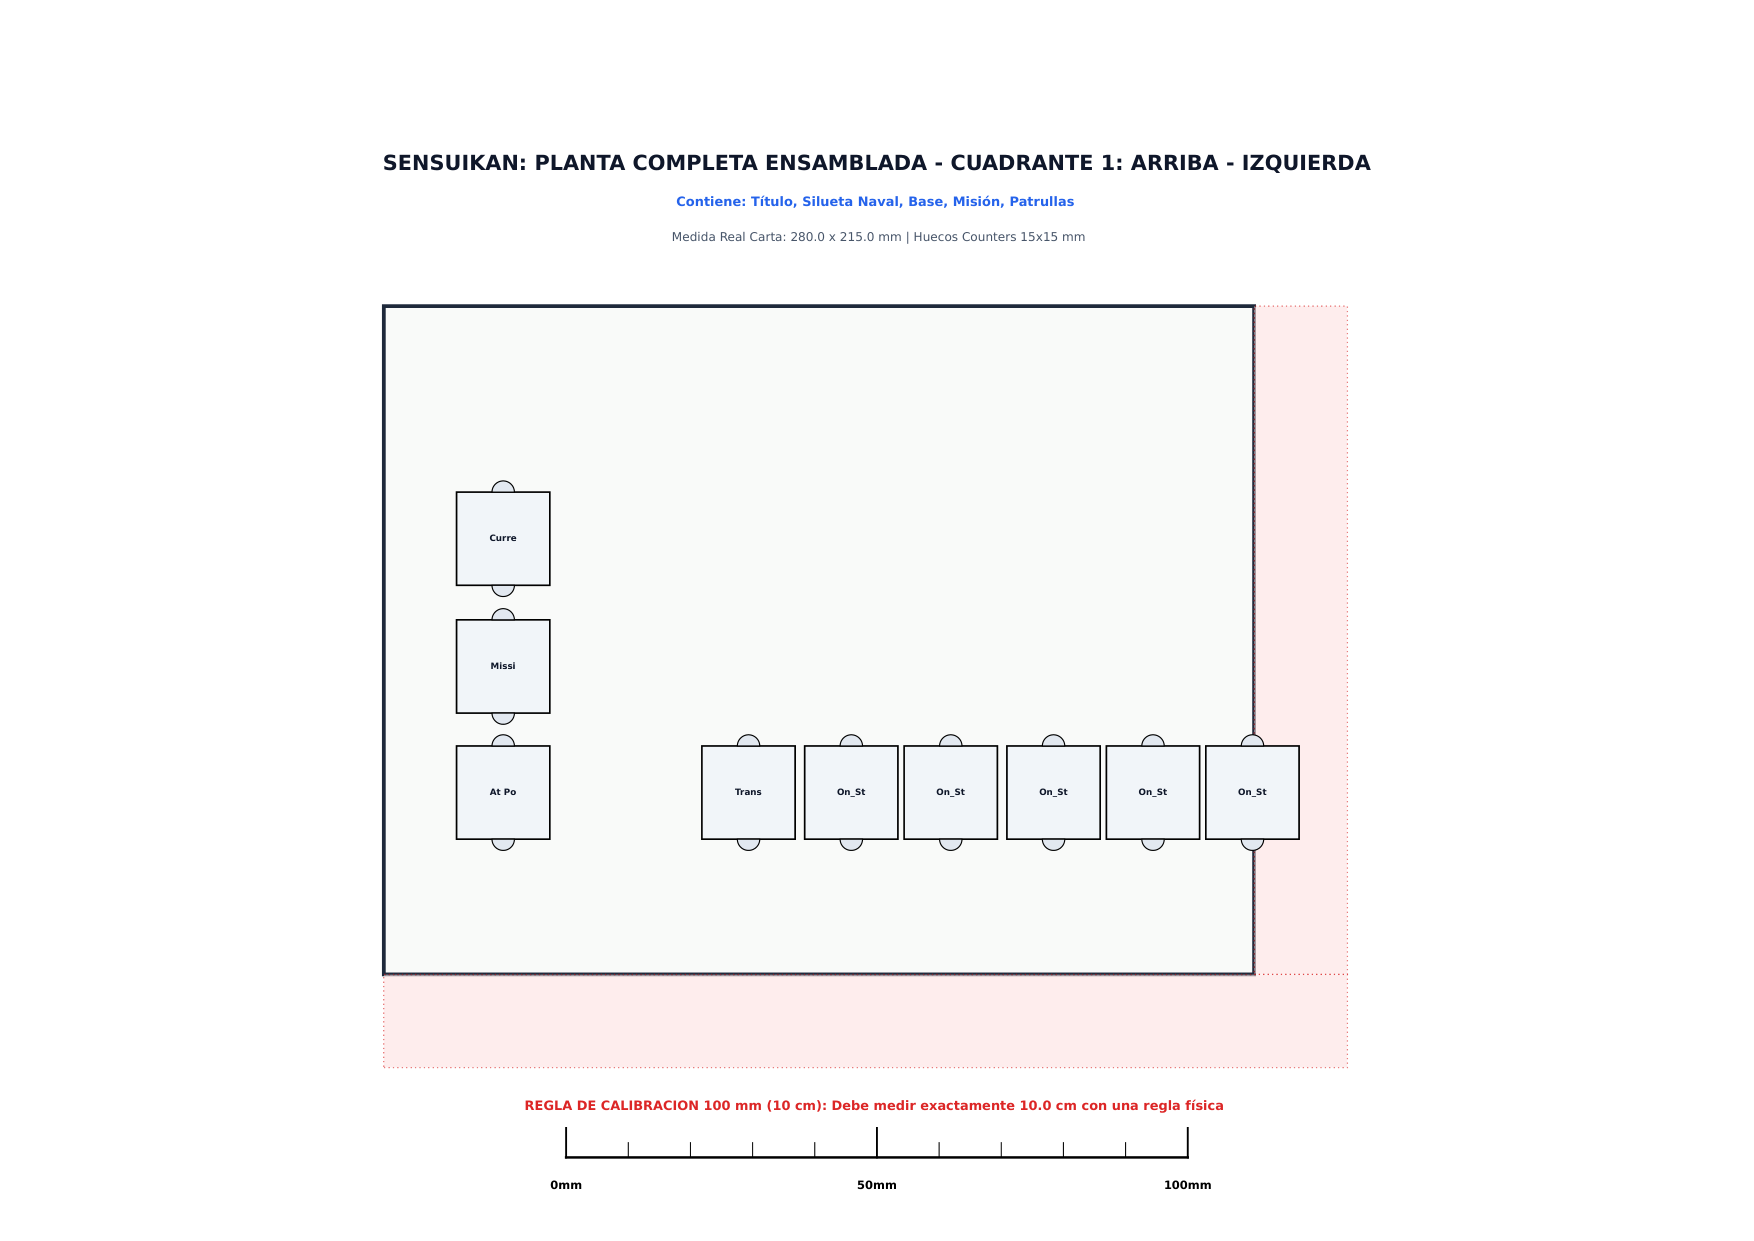 SENSUIKAN: PLANTA COMPLETA ENSAMBLADA - CUADRANTE 1: ARRIBA - IZQUIERDA
Contiene: Título, Silueta Naval, Base, Misión, Patrullas
Medida Real Carta: 280.0 x 215.0 mm | Huecos Counters 15x15 mm
Curre
Missi
At Po
Trans
On_St
On_St
On_St
On_St
On_St
REGLA DE CALIBRACION 100 mm (10 cm): Debe medir exactamente 10.0 cm con una regla física
0mm
50mm
100mm